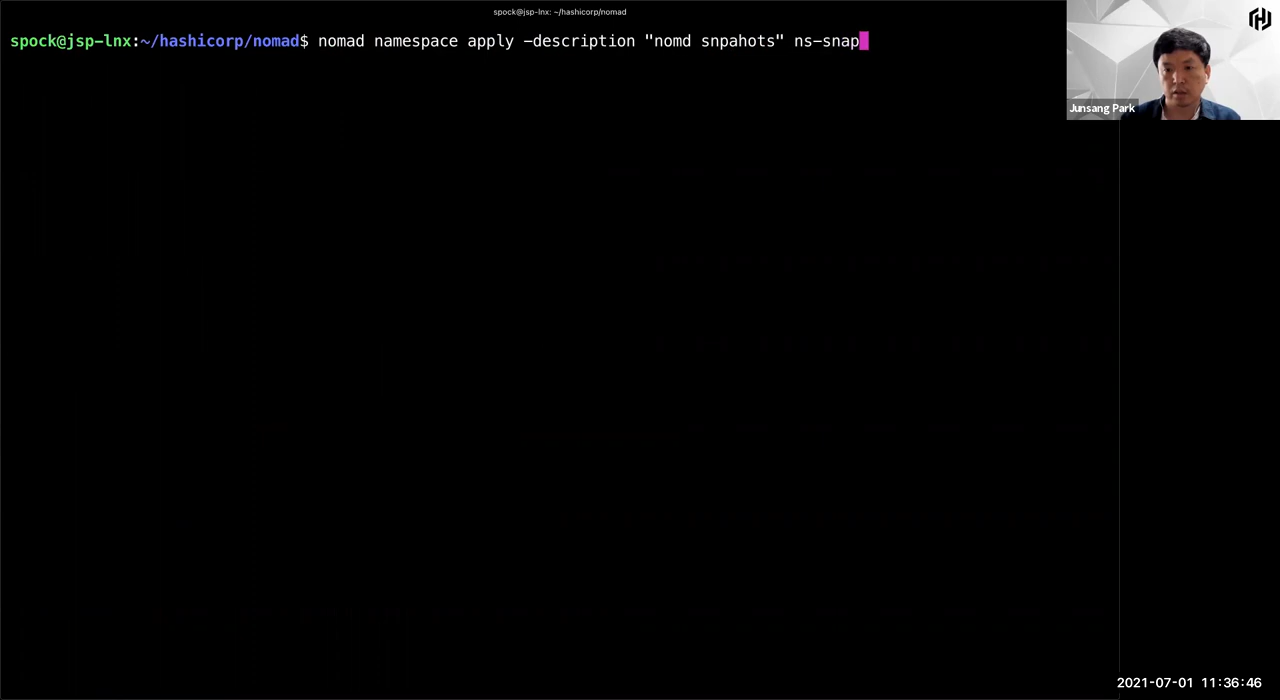 spock@jsp-lnx: ~/hashicorp/nomad
spock@jsp-lnx:~/hashicorp/nomad$ nomad namespace apply -description "nomd snpahots" ns-snap
Junsang Park
2021-07-01 11:36:46